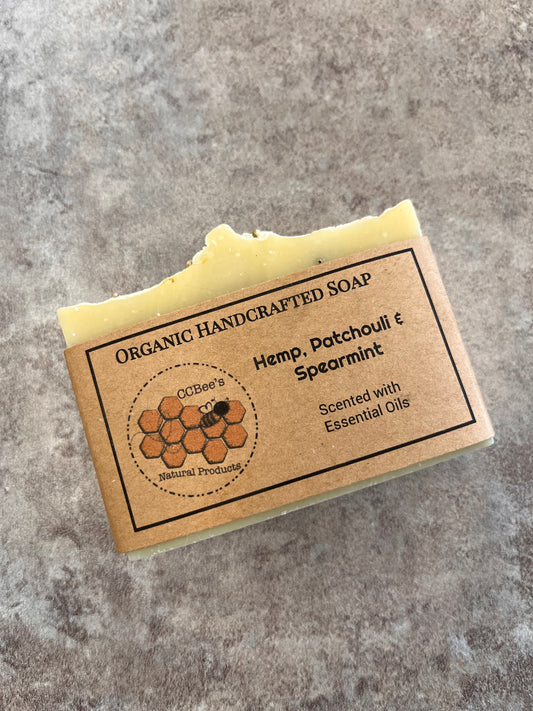 Organic Handcrafted Soap
CCBee's
Natural Products
Hemp, Patchouli &
Spearmint
Scented with
Essential Oils